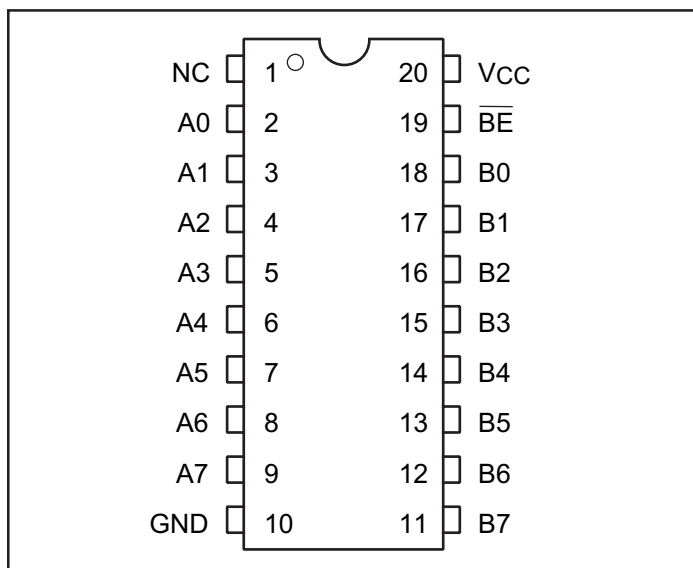 NC 1 20 VCC
A0 2 19 B̅E̅
A1 3 18 B0
A2 4 17 B1
A3 5 16 B2
A4 6 15 B3
A5 7 14 B4
A6 8 13 B5
A7 9 12 B6
GND 10 11 B7